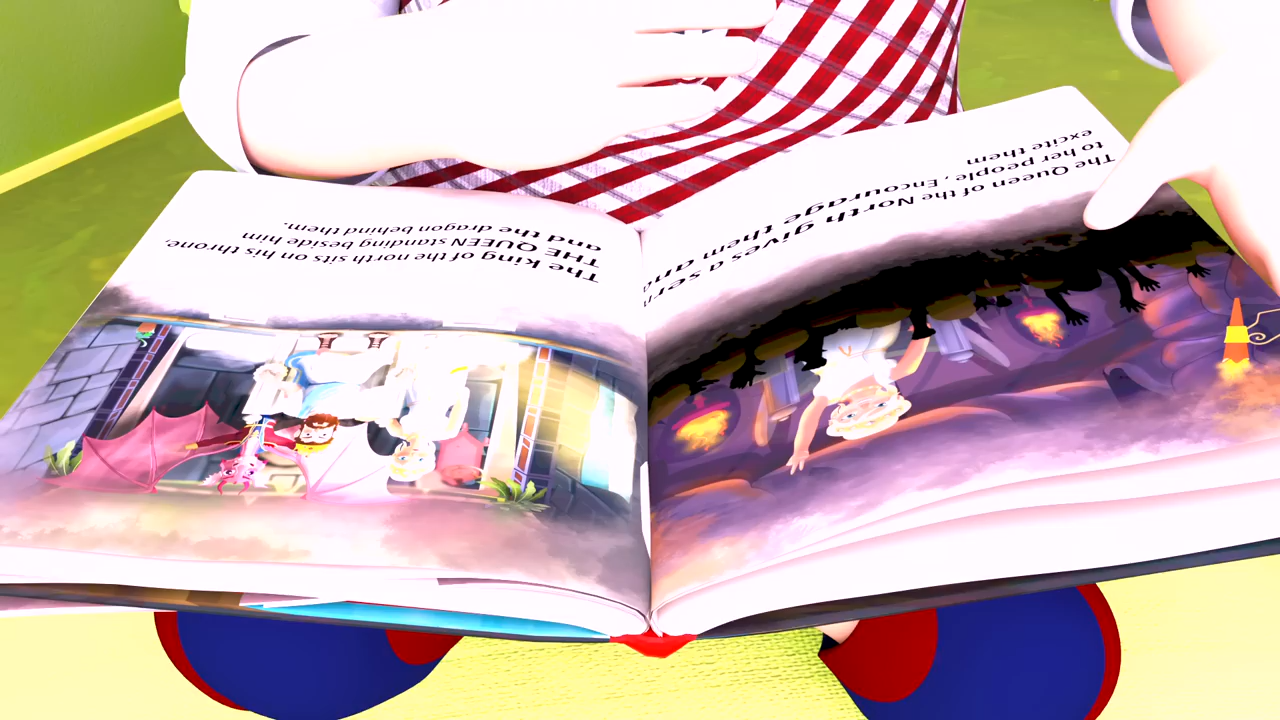 The Queen of the North gives a
to her people, Encourage them and
excite them
The king of the north sits on his throne,
THE QUEEN standing beside him
and the dragon behind them.